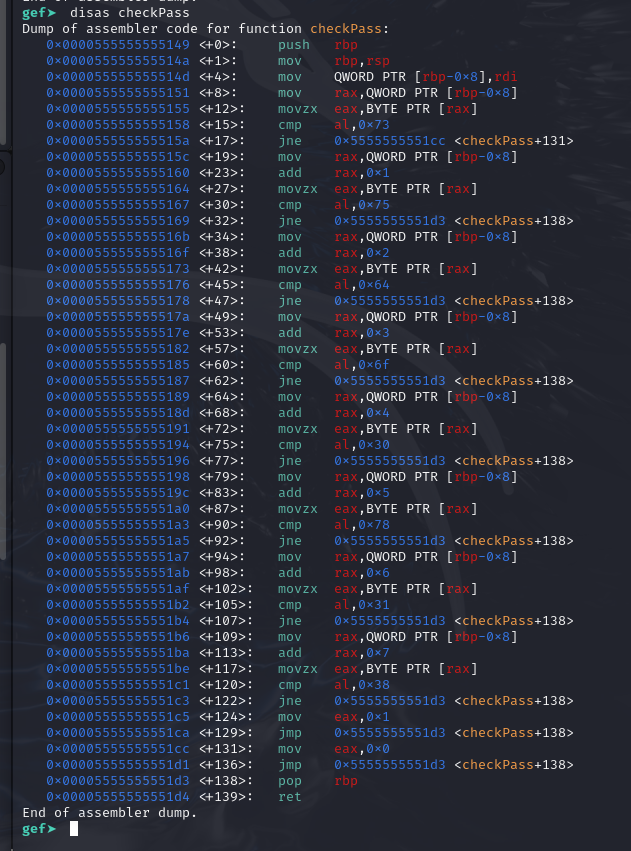 End of assembler dump.
gef➤  disas checkPass
Dump of assembler code for function checkPass:
   0x0000555555555149 <+0>:     push   rbp
   0x000055555555514a <+1>:     mov    rbp,rsp
   0x000055555555514d <+4>:     mov    QWORD PTR [rbp-0x8],rdi
   0x0000555555555151 <+8>:     mov    rax,QWORD PTR [rbp-0x8]
   0x0000555555555155 <+12>:    movzx  eax,BYTE PTR [rax]
   0x0000555555555158 <+15>:    cmp    al,0x73
   0x000055555555515a <+17>:    jne    0x5555555551cc <checkPass+131>
   0x000055555555515c <+19>:    mov    rax,QWORD PTR [rbp-0x8]
   0x0000555555555160 <+23>:    add    rax,0x1
   0x0000555555555164 <+27>:    movzx  eax,BYTE PTR [rax]
   0x0000555555555167 <+30>:    cmp    al,0x75
   0x0000555555555169 <+32>:    jne    0x5555555551d3 <checkPass+138>
   0x000055555555516b <+34>:    mov    rax,QWORD PTR [rbp-0x8]
   0x000055555555516f <+38>:    add    rax,0x2
   0x0000555555555173 <+42>:    movzx  eax,BYTE PTR [rax]
   0x0000555555555176 <+45>:    cmp    al,0x64
   0x0000555555555178 <+47>:    jne    0x5555555551d3 <checkPass+138>
   0x000055555555517a <+49>:    mov    rax,QWORD PTR [rbp-0x8]
   0x000055555555517e <+53>:    add    rax,0x3
   0x0000555555555182 <+57>:    movzx  eax,BYTE PTR [rax]
   0x0000555555555185 <+60>:    cmp    al,0x6f
   0x0000555555555187 <+62>:    jne    0x5555555551d3 <checkPass+138>
   0x0000555555555189 <+64>:    mov    rax,QWORD PTR [rbp-0x8]
   0x000055555555518d <+68>:    add    rax,0x4
   0x0000555555555191 <+72>:    movzx  eax,BYTE PTR [rax]
   0x0000555555555194 <+75>:    cmp    al,0x30
   0x0000555555555196 <+77>:    jne    0x5555555551d3 <checkPass+138>
   0x0000555555555198 <+79>:    mov    rax,QWORD PTR [rbp-0x8]
   0x000055555555519c <+83>:    add    rax,0x5
   0x00005555555551a0 <+87>:    movzx  eax,BYTE PTR [rax]
   0x00005555555551a3 <+90>:    cmp    al,0x78
   0x00005555555551a5 <+92>:    jne    0x5555555551d3 <checkPass+138>
   0x00005555555551a7 <+94>:    mov    rax,QWORD PTR [rbp-0x8]
   0x00005555555551ab <+98>:    add    rax,0x6
   0x00005555555551af <+102>:   movzx  eax,BYTE PTR [rax]
   0x00005555555551b2 <+105>:   cmp    al,0x31
   0x00005555555551b4 <+107>:   jne    0x5555555551d3 <checkPass+138>
   0x00005555555551b6 <+109>:   mov    rax,QWORD PTR [rbp-0x8]
   0x00005555555551ba <+113>:   add    rax,0x7
   0x00005555555551be <+117>:   movzx  eax,BYTE PTR [rax]
   0x00005555555551c1 <+120>:   cmp    al,0x38
   0x00005555555551c3 <+122>:   jne    0x5555555551d3 <checkPass+138>
   0x00005555555551c5 <+124>:   mov    eax,0x1
   0x00005555555551ca <+129>:   jmp    0x5555555551d3 <checkPass+138>
   0x00005555555551cc <+131>:   mov    eax,0x0
   0x00005555555551d1 <+136>:   jmp    0x5555555551d3 <checkPass+138>
   0x00005555555551d3 <+138>:   pop    rbp
   0x00005555555551d4 <+139>:   ret
End of assembler dump.
gef➤